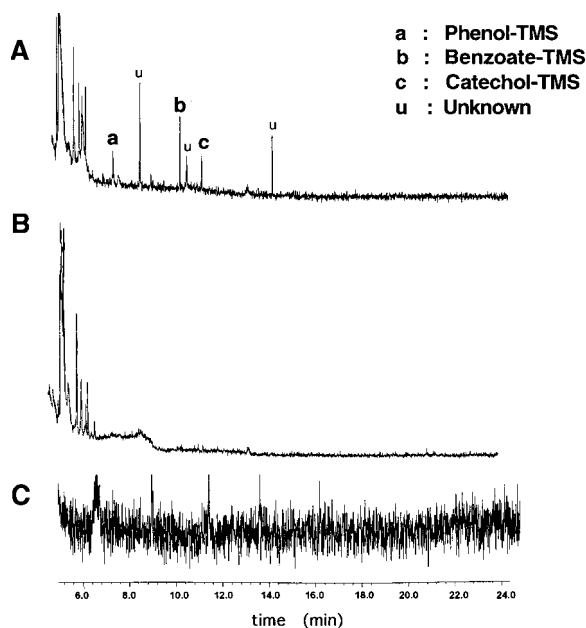 a : Phenol-TMS
b : Benzoate-TMS
c : Catechol-TMS
u : Unknown
A
a
u
b
u
c
u
B
C
6.0 8.0 10.0 12.0 14.0 16.0 18.0 20.0 22.0 24.0
time (min)